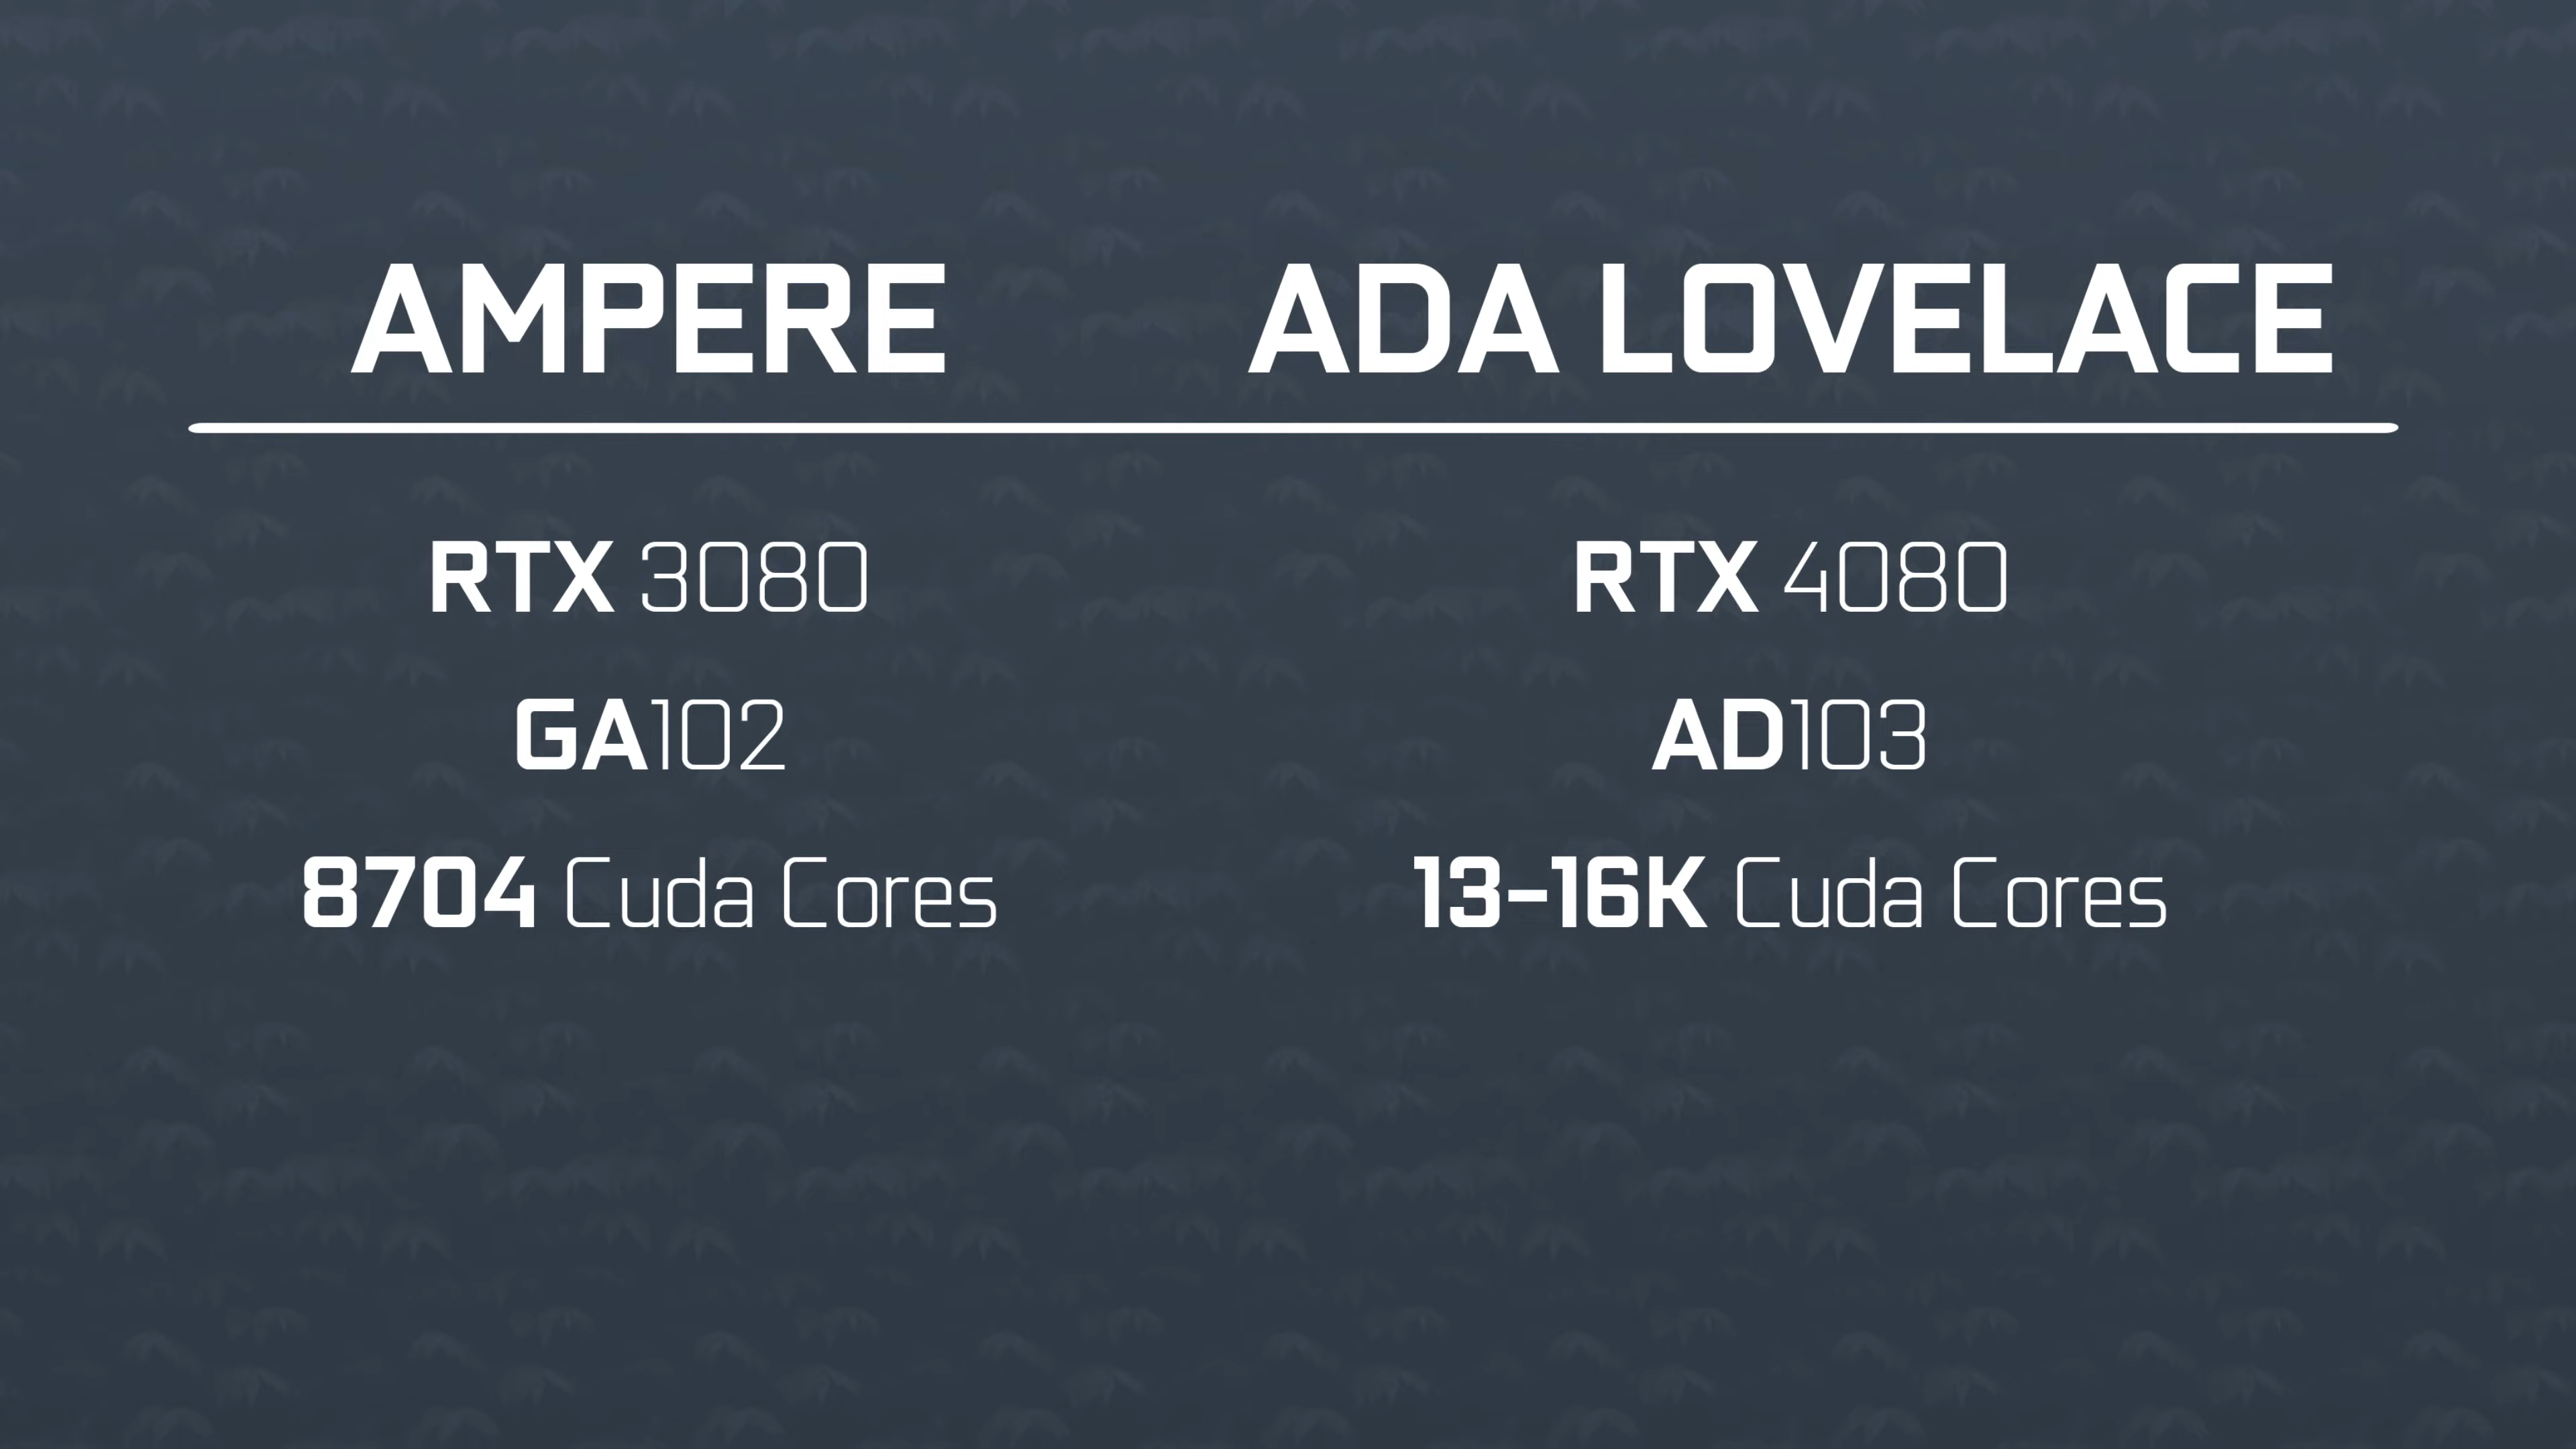 AMPERE ADA LOVELACE
RTX 3080 RTX 4080
GA102 AD103
8704 Cuda Cores 13-16K Cuda Cores